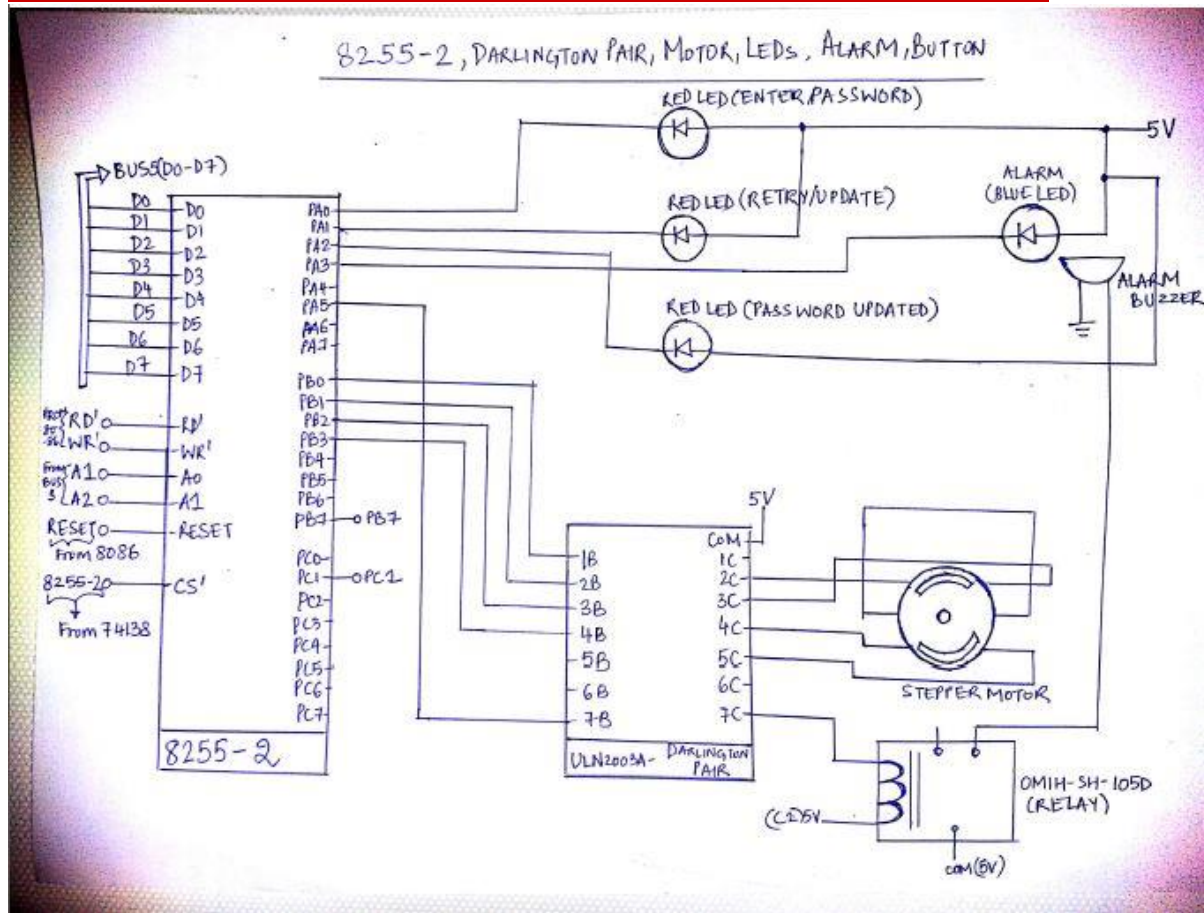 8255-2, DARLINGTON PAIR, MOTOR, LEDs, ALARM, BUTTON
RED LED (ENTER PASSWORD)
5V
BUS5(D0-D7)
ALARM
(BLUE LED)
RED LED (RETRY/UPDATE)
ALARM
BUZZER
RED LED (PASSWORD UPDATED)
D0
D1
D2
D3
D4
D5
D6
D7
D0
D1
D2
D3
D4
D5
D6
D7
RD'
WR'
From
BUS
3
A1
A2
RESET
From 8086
8255-2
From 74138
RD'
WR'
A0
A1
RESET
CS'
PA0
PA1
PA2
PA3
PA4
PA5
PA6
PA7
PB0
PB1
PB2
PB3
PB4
PB5
PB6
PB7
PB7
PC0
PC1
PC1
PC2
PC3
PC4
PC5
PC6
PC7
8255-2
5V
1B
2B
3B
4B
5B
6B
7B
COM
1C
2C
3C
4C
5C
6C
7C
ULN2003A-
DARLINGTON
PAIR
STEPPER MOTOR
OMIH-SH-105D
(RELAY)
(C2)5V
COM(5V)